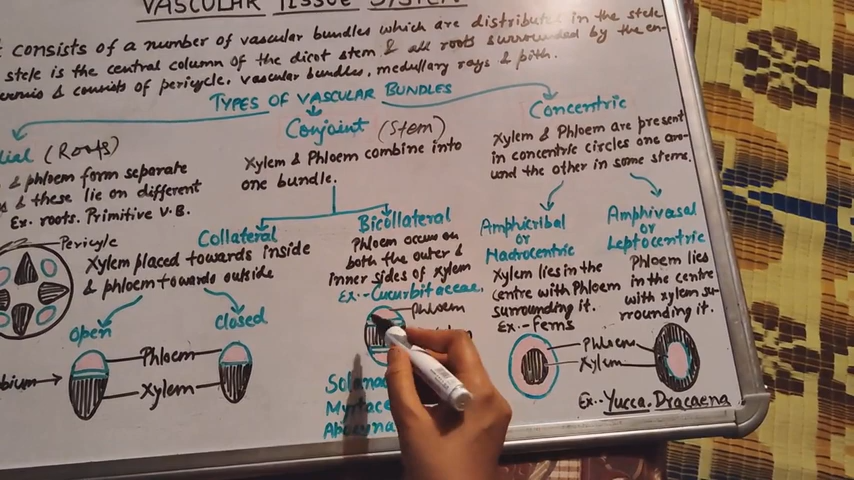 VASCULAR TISSUE SYSTEM
consists of a number of vascular bundles which are distributed in the stele
stele is the central column of the dicot stem & all roots surrounded by the en-
& consists of pericycle, vascular bundles, medullary rays & pith.
TYPES OF VASCULAR BUNDLES
(Roots)
& phloem form separate
& these lie on different
Ex. roots. Primitive V.B.
Pericycle
Conjoint (Stem)
Xylem & Phloem combine into
one bundle.
Collateral
Xylem placed towards inside
& phloem towards outside
Open
Closed
Phloem
Xylem
Bicollateral
Phloem occurs on
both the outer &
inner sides of xylem
Ex:- Cucurbitaceae.
Phloem
Concentric
Xylem & Phloem are present
in concentric circles one aro-
und the other in some stems.
Amphicribal
or
Hadrocentric
Xylem lies in the
centre with Phloem
surrounding it.
Ex:- Ferns
Amphivasal
or
Leptocentric
Phloem lies
in the centre
with xylem su-
rrounding it.
Phloem
Xylem
Ex:- Yucca, Dracaena